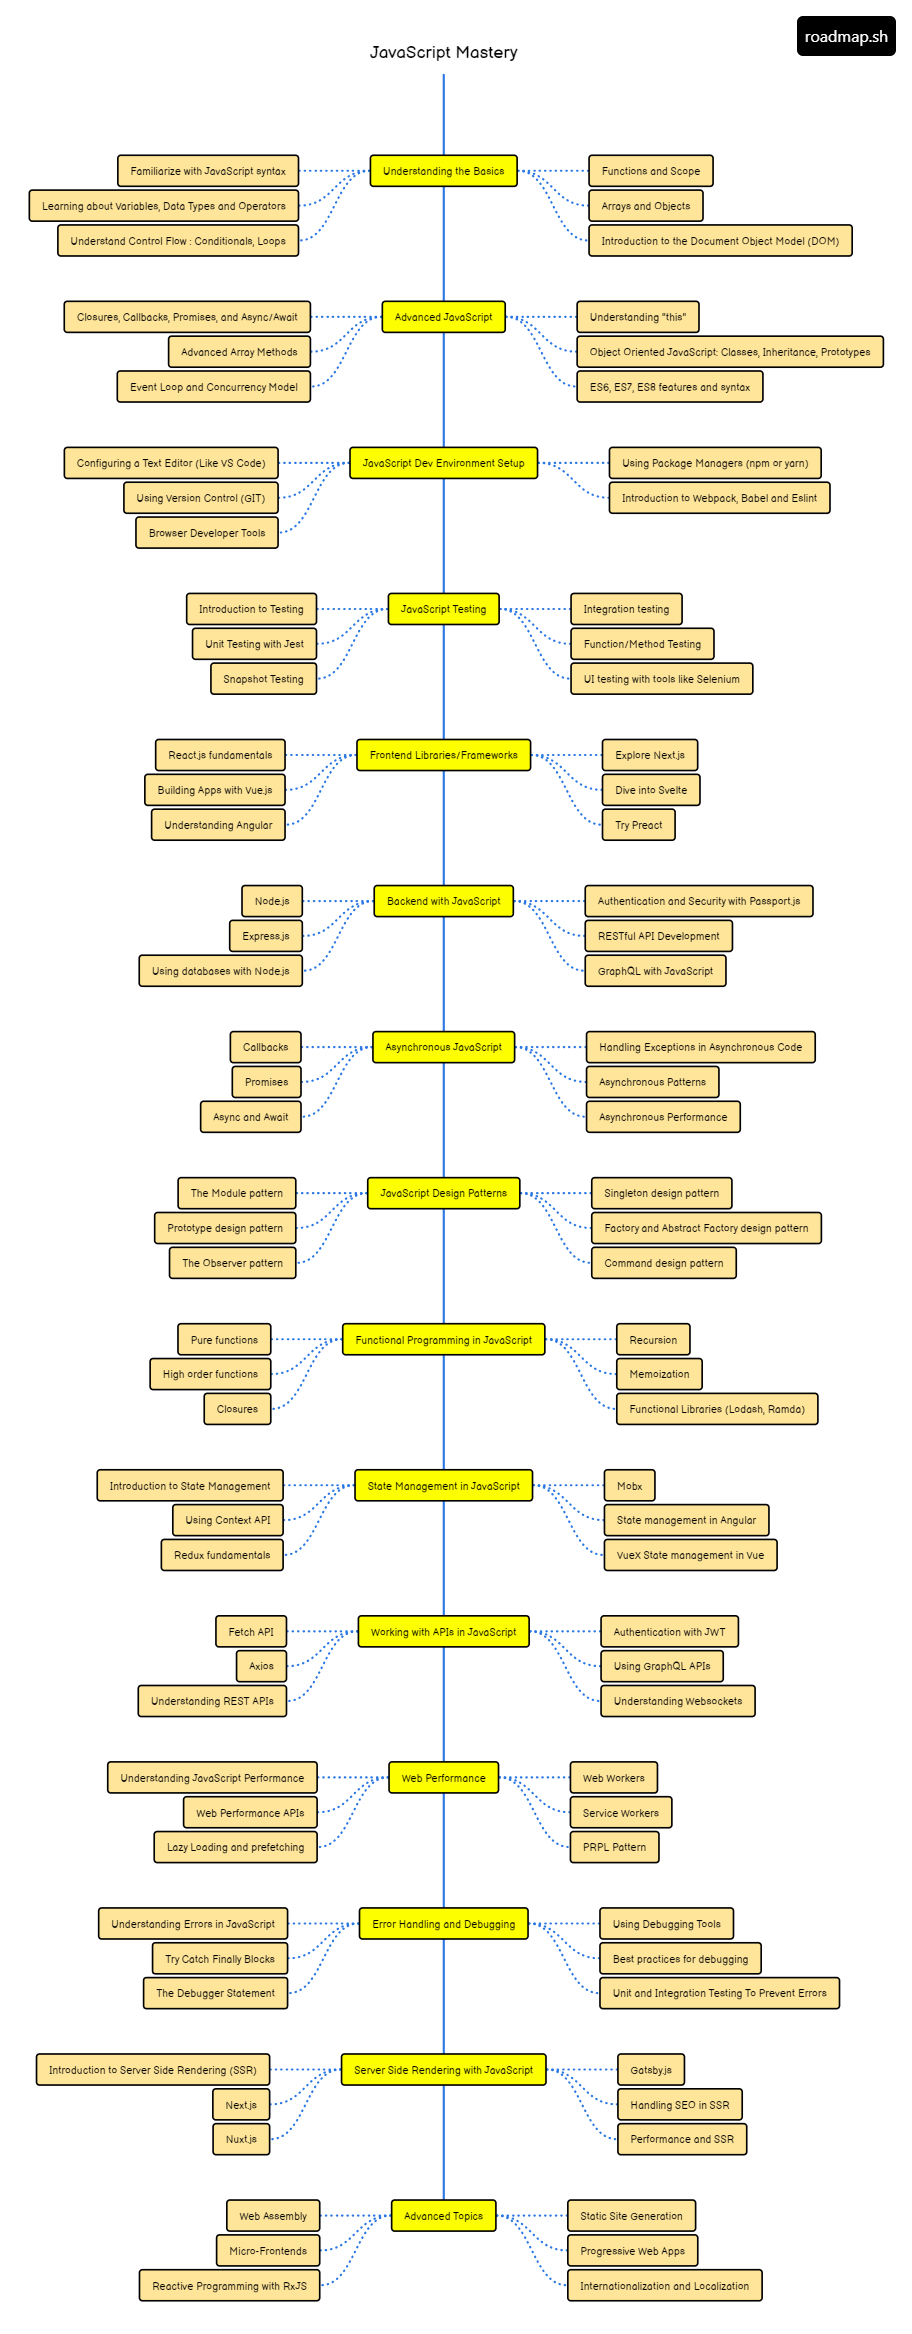 roadmap.sh
JavaScript Mastery
Understanding the Basics
Familiarize with JavaScript syntax
Learning about Variables, Data Types and Operators
Understand Control Flow : Conditionals, Loops
Functions and Scope
Arrays and Objects
Introduction to the Document Object Model (DOM)
Advanced JavaScript
Closures, Callbacks, Promises, and Async/Await
Advanced Array Methods
Event Loop and Concurrency Model
Understanding "this"
Object Oriented JavaScript: Classes, Inheritance, Prototypes
ES6, ES7, ES8 features and syntax
JavaScript Dev Environment Setup
Configuring a Text Editor (Like VS Code)
Using Version Control (GIT)
Browser Developer Tools
Using Package Managers (npm or yarn)
Introduction to Webpack, Babel and Eslint
JavaScript Testing
Introduction to Testing
Unit Testing with Jest
Snapshot Testing
Integration testing
Function/Method Testing
UI testing with tools like Selenium
Frontend Libraries/Frameworks
React.js fundamentals
Building Apps with Vue.js
Understanding Angular
Explore Next.js
Dive into Svelte
Try Preact
Backend with JavaScript
Node.js
Express.js
Using databases with Node.js
Authentication and Security with Passport.js
RESTful API Development
GraphQL with JavaScript
Asynchronous JavaScript
Callbacks
Promises
Async and Await
Handling Exceptions in Asynchronous Code
Asynchronous Patterns
Asynchronous Performance
JavaScript Design Patterns
The Module pattern
Prototype design pattern
The Observer pattern
Singleton design pattern
Factory and Abstract Factory design pattern
Command design pattern
Functional Programming in JavaScript
Pure functions
High order functions
Closures
Recursion
Memoization
Functional Libraries (Lodash, Ramda)
State Management in JavaScript
Introduction to State Management
Using Context API
Redux fundamentals
Mobx
State management in Angular
VueX State management in Vue
Working with APIs in JavaScript
Fetch API
Axios
Understanding REST APIs
Authentication with JWT
Using GraphQL APIs
Understanding Websockets
Web Performance
Understanding JavaScript Performance
Web Performance APIs
Lazy Loading and prefetching
Web Workers
Service Workers
PRPL Pattern
Error Handling and Debugging
Understanding Errors in JavaScript
Try Catch Finally Blocks
The Debugger Statement
Using Debugging Tools
Best practices for debugging
Unit and Integration Testing To Prevent Errors
Server Side Rendering with JavaScript
Introduction to Server Side Rendering (SSR)
Next.js
Nuxt.js
Gatsby.js
Handling SEO in SSR
Performance and SSR
Advanced Topics
Web Assembly
Micro-Frontends
Reactive Programming with RxJS
Static Site Generation
Progressive Web Apps
Internationalization and Localization